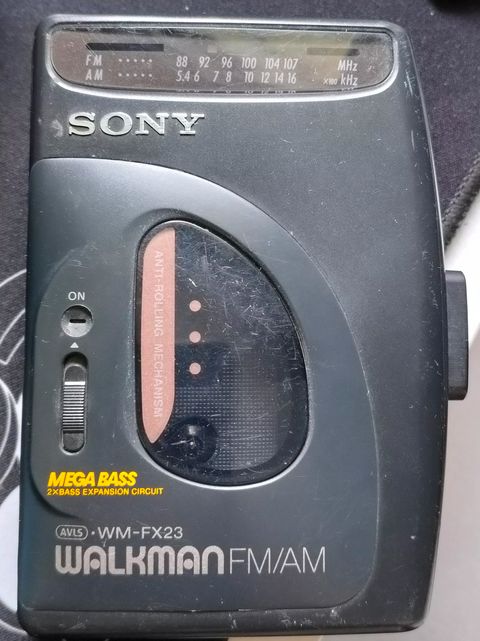 FM ····· 88 92 96 100 104 107 MHz
AM ····· 5.4 6 7 8 10 12 14 16 ×100 kHz
SONY
ANTI-ROLLING MECHANISM
ON
MEGA BASS
2×BASS EXPANSION CIRCUIT
AVLS·WM-FX23
WALKMAN FM/AM